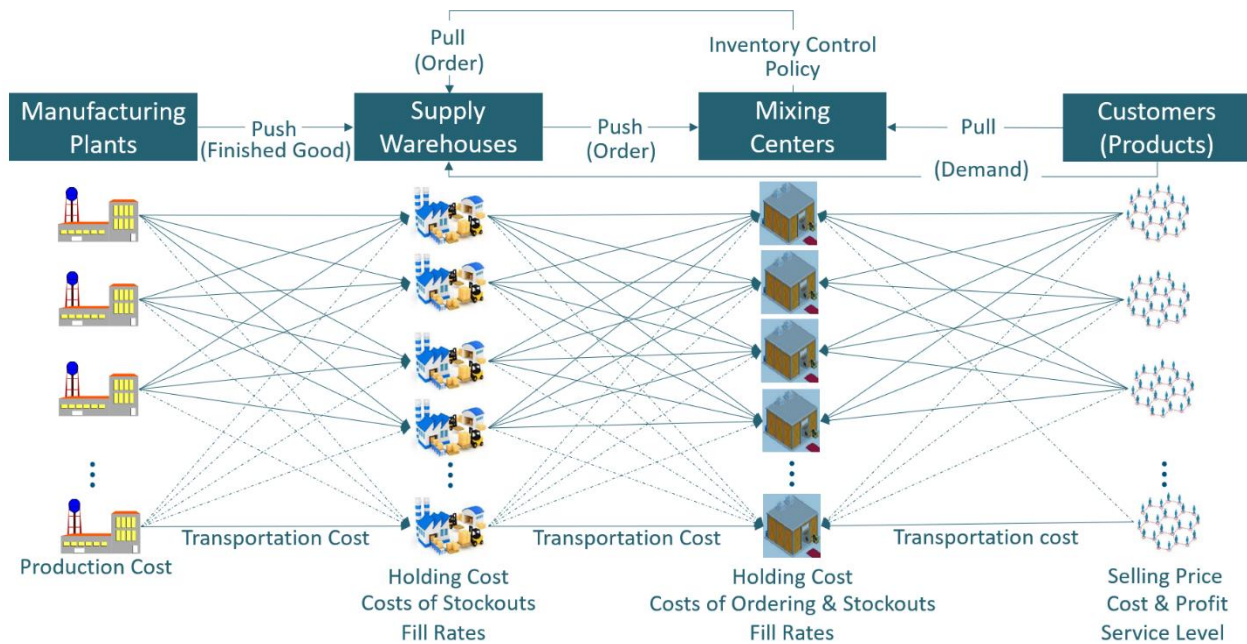 Pull
(Order)
Inventory Control
Policy
Manufacturing
Plants
Push
(Finished Good)
Supply
Warehouses
Push
(Order)
Mixing
Centers
Pull
(Demand)
Customers
(Products)
Transportation Cost
Transportation Cost
Transportation cost
Production Cost
Holding Cost
Costs of Stockouts
Fill Rates
Holding Cost
Costs of Ordering & Stockouts
Fill Rates
Selling Price
Cost & Profit
Service Level